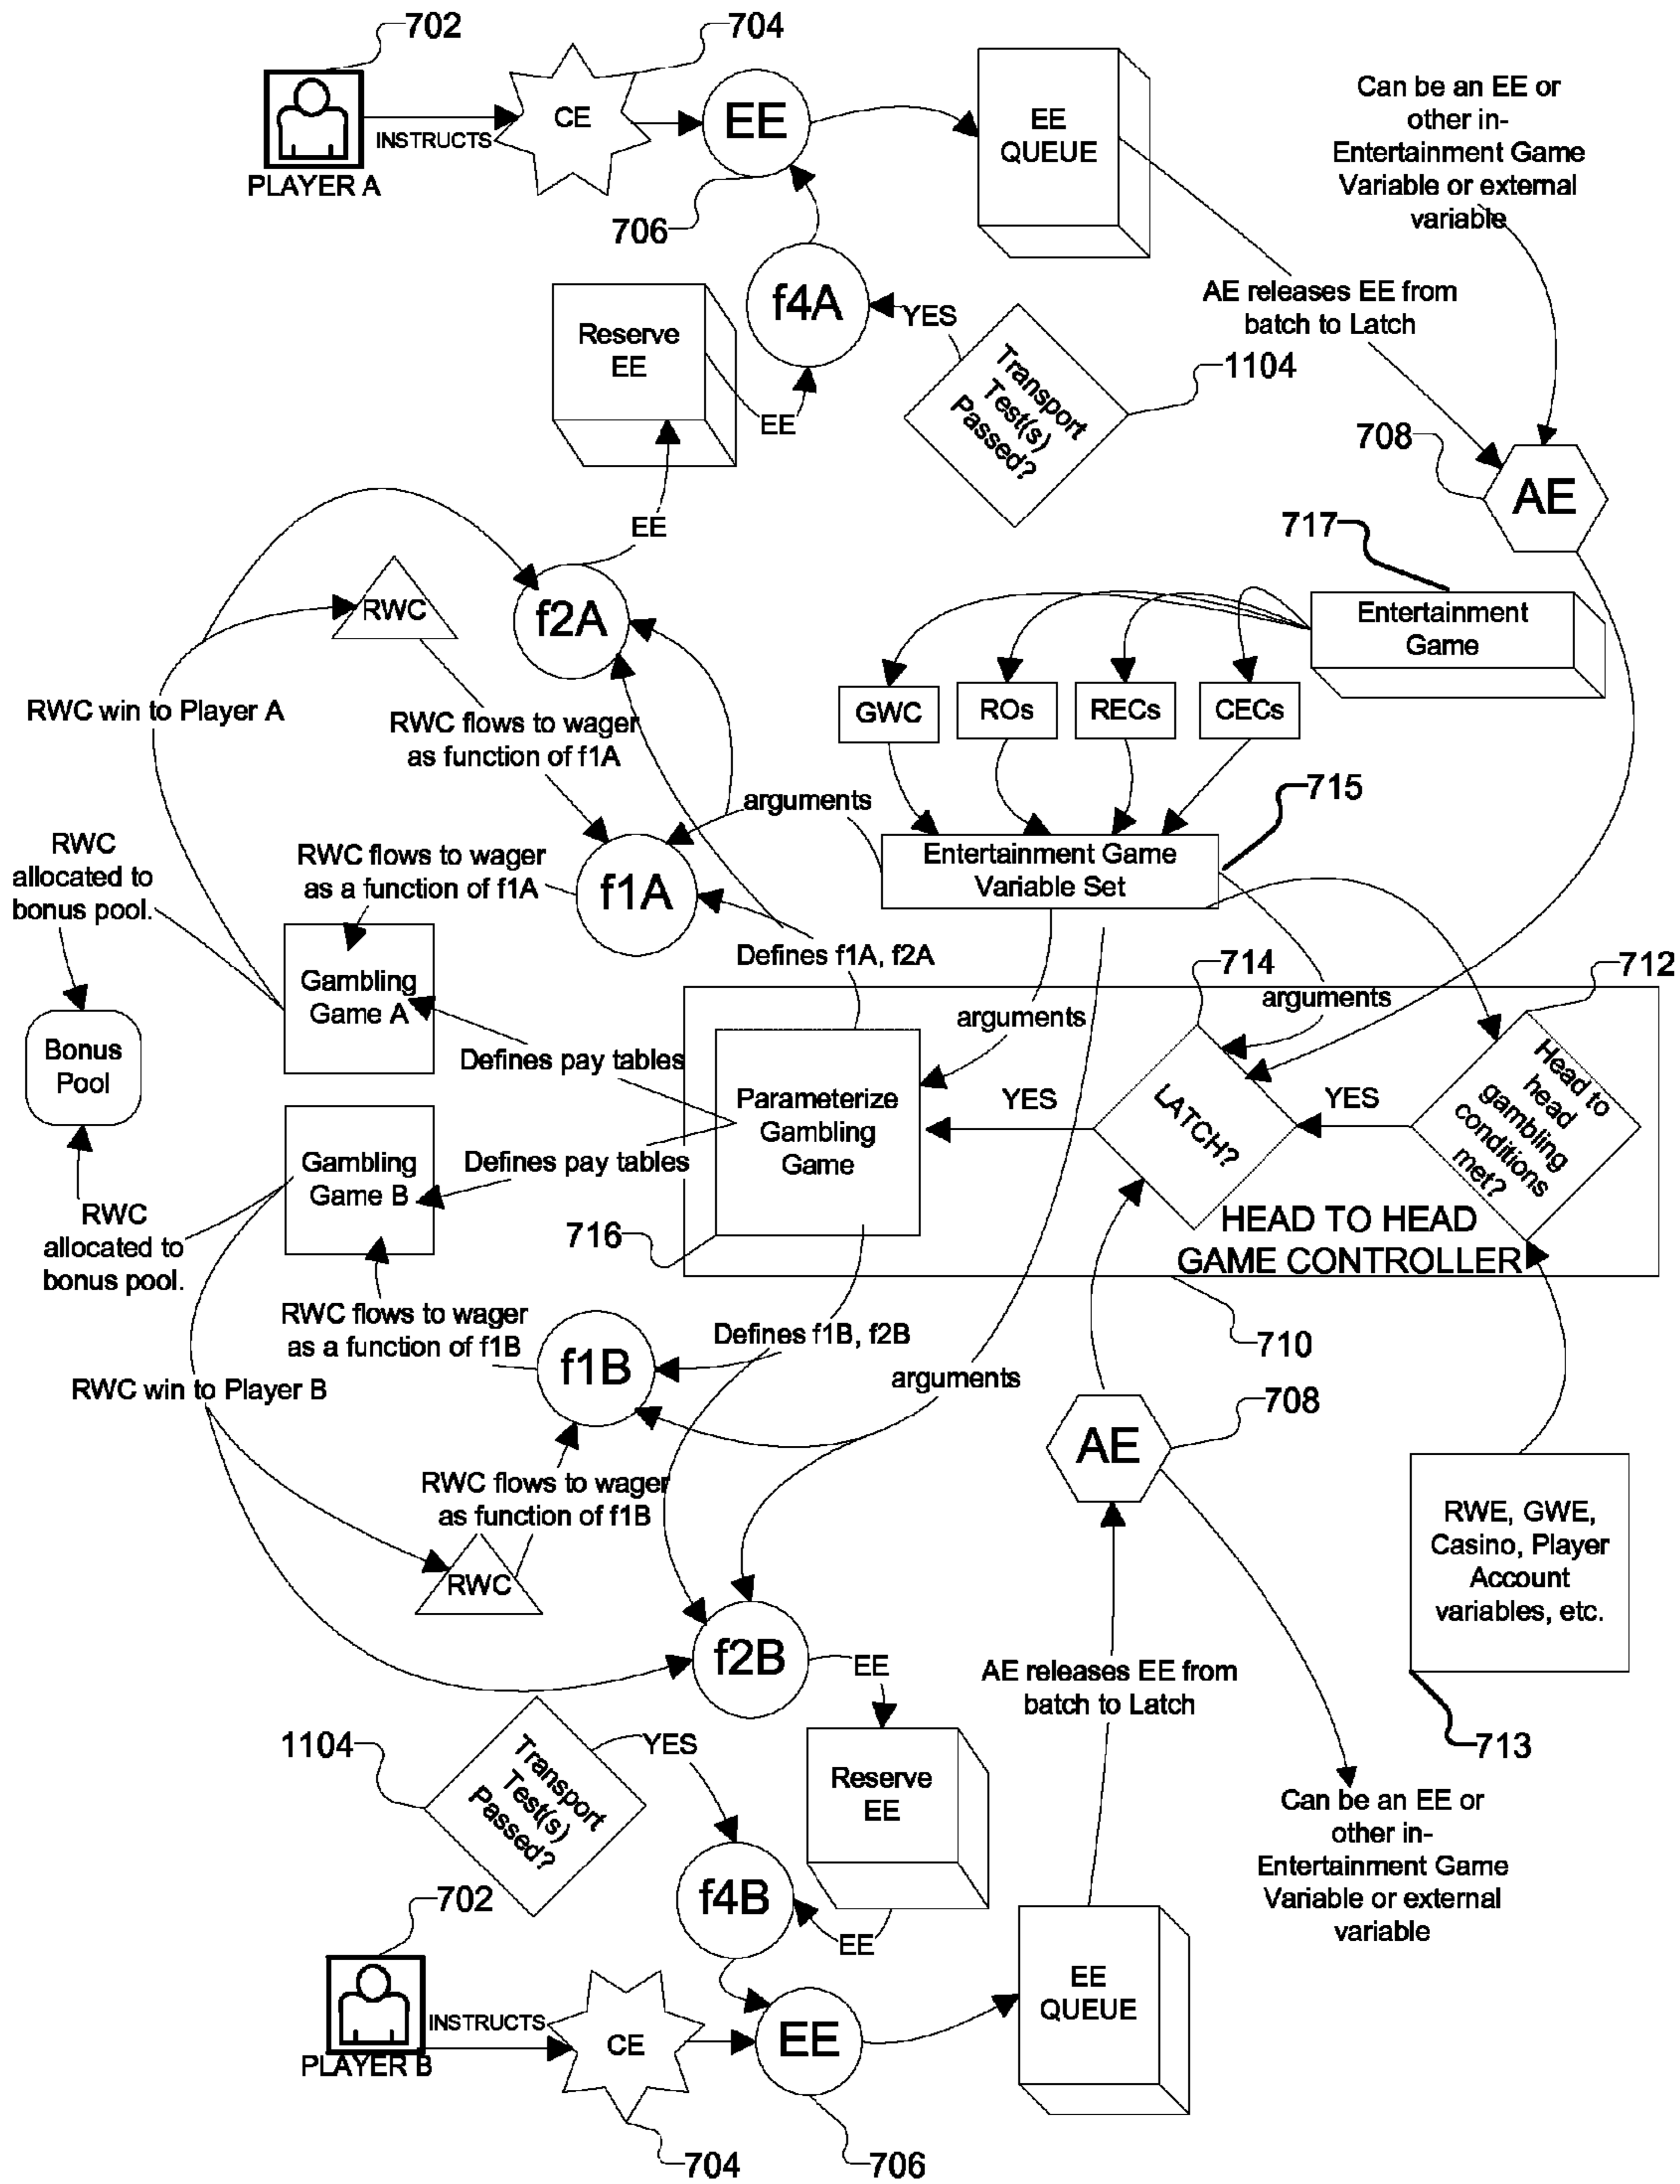 702
704
CE
EE
EE
QUEUE
INSTRUCTS
PLAYER A
706
Can be an EE or
other in-
Entertainment Game
Variable or external
variable
f4A
YES
Transport
Test(s)
Passed?
1104
AE releases EE from
batch to Latch
Reserve
EE
EE
708
AE
EE
717
Entertainment
Game
RWC
f2A
GWC
ROs
RECs
CECs
RWC win to Player A
RWC flows to wager
as function of f1A
arguments
715
Entertainment Game
Variable Set
RWC
allocated to
bonus pool.
RWC flows to wager
as a function of f1A
f1A
Defines f1A, f2A
714
712
Gambling
Game A
arguments
arguments
Bonus
Pool
Defines pay tables
Parameterize
Gambling
Game
YES
LATCH?
YES
Head to
head
gambling
conditions
met?
Gambling
Game B
Defines pay tables
RWC
allocated to
bonus pool.
716
HEAD TO HEAD
GAME CONTROLLER
RWC flows to wager
as a function of f1B
f1B
Defines f1B, f2B
710
RWC win to Player B
arguments
708
AE
RWC flows to wager
as function of f1B
RWC
RWE, GWE,
Casino, Player
Account
variables, etc.
f2B
EE
AE releases EE from
batch to Latch
713
1104
Transport
Test(s)
Passed?
YES
Reserve
EE
Can be an EE or
other in-
Entertainment Game
Variable or external
variable
702
f4B
EE
EE
QUEUE
INSTRUCTS
PLAYER B
CE
EE
704
706